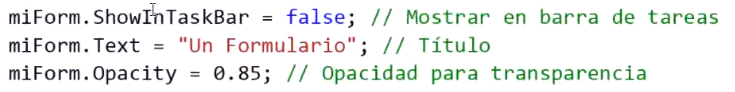 miForm.ShowInTaskBar = false; // Mostrar en barra de tareas
miForm.Text = "Un Formulario"; // Título
miForm.Opacity = 0.85; // Opacidad para transparencia